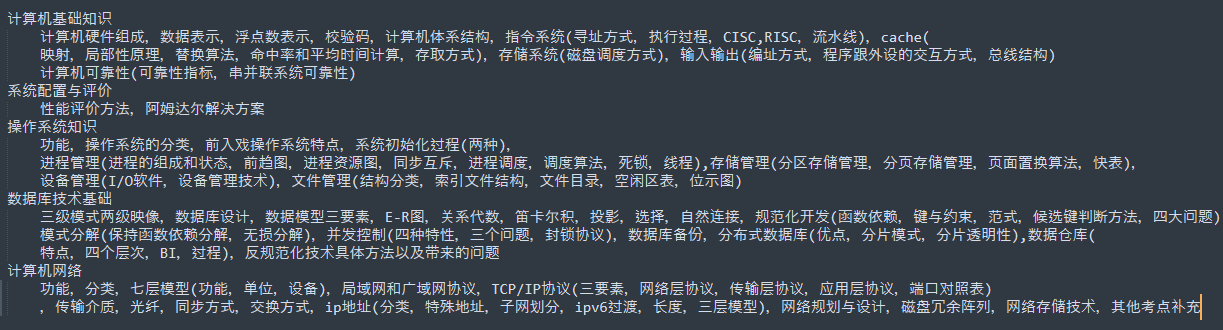 计算机基础知识
计算机硬件组成, 数据表示, 浮点数表示, 校验码, 计算机体系结构, 指令系统(寻址方式, 执行过程, CISC,RISC, 流水线), cache(
映射, 局部性原理, 替换算法, 命中率和平均时间计算, 存取方式), 存储系统(磁盘调度方式), 输入输出(编址方式, 程序跟外设的交互方式, 总线结构)
计算机可靠性(可靠性指标, 串并联系统可靠性)
系统配置与评价
性能评价方法, 阿姆达尔解决方案
操作系统知识
功能, 操作系统的分类, 前入戏操作系统特点, 系统初始化过程(两种),
进程管理(进程的组成和状态, 前趋图, 进程资源图, 同步互斥, 进程调度, 调度算法, 死锁, 线程),存储管理(分区存储管理, 分页存储管理, 页面置换算法, 快表),
设备管理(I/O软件, 设备管理技术), 文件管理(结构分类, 索引文件结构, 文件目录, 空闲区表, 位示图)
数据库技术基础
三级模式两级映像, 数据库设计, 数据模型三要素, E-R图, 关系代数, 笛卡尔积, 投影, 选择, 自然连接, 规范化开发(函数依赖, 键与约束, 范式, 候选键判断方法, 四大问题)
模式分解(保持函数依赖分解, 无损分解), 并发控制(四种特性, 三个问题, 封锁协议), 数据库备份, 分布式数据库(优点, 分片模式, 分片透明性),数据仓库(
特点, 四个层次, BI, 过程), 反规范化技术具体方法以及带来的问题
计算机网络
功能, 分类, 七层模型(功能, 单位, 设备), 局域网和广域网协议, TCP/IP协议(三要素, 网络层协议, 传输层协议, 应用层协议, 端口对照表)
, 传输介质, 光纤, 同步方式, 交换方式, ip地址(分类, 特殊地址, 子网划分, ipv6过渡, 长度, 三层模型), 网络规划与设计, 磁盘冗余阵列, 网络存储技术, 其他考点补充